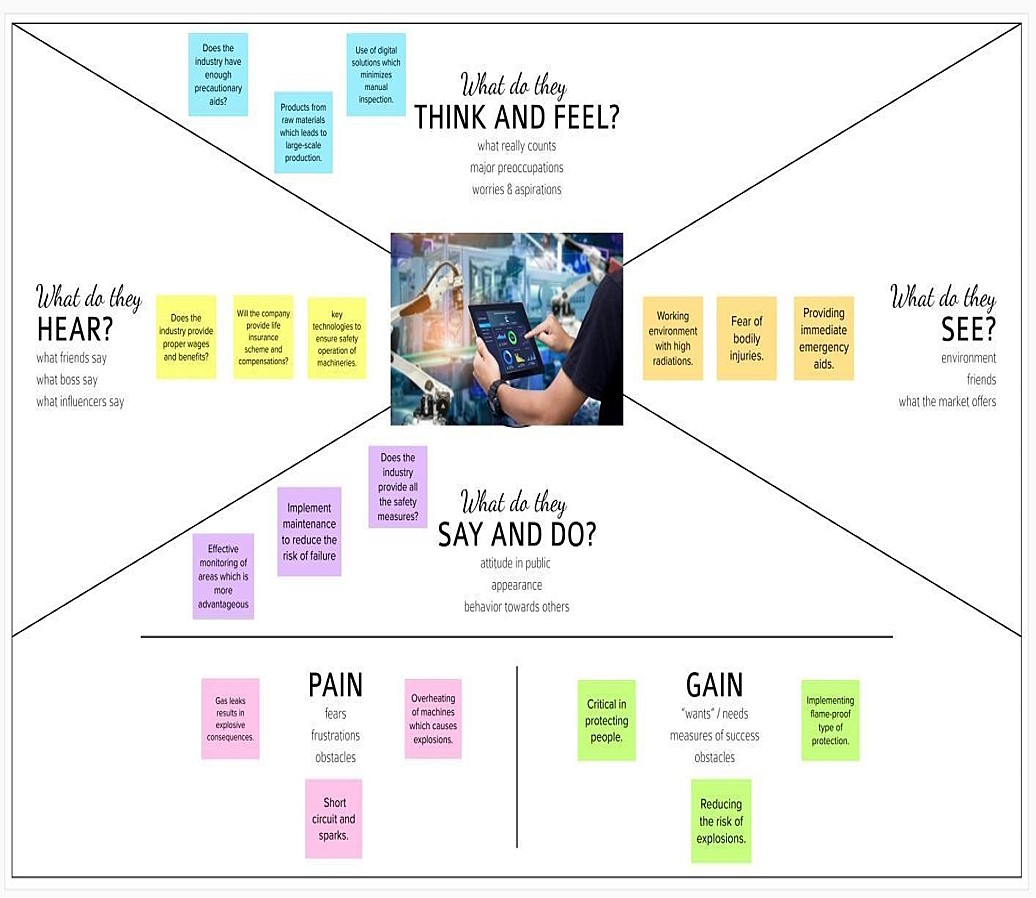 Does the
industry have
enough
precautionary
aids?
Products from
raw materials
which leads to
large-scale
production.
Use of digital
solutions which
minimizes
manual
inspection.
What do they
THINK AND FEEL?
what really counts
major preoccupations
worries & aspirations
What do they
HEAR?
what friends say
what boss say
what influencers say
Does the
industry provide
proper wages
and benefits?
Will the company
provide life
insurance
scheme and
compensations?
key
technologies to
ensure safety
operation of
machineries.
Working
environment
with high
radiations.
Fear of
bodily
injuries.
Providing
immediate
emergency
aids.
What do they
SEE?
environment
friends
what the market offers
Effective
monitoring of
areas which is
more
advantageous
Implement
maintenance
to reduce the
risk of failure
Does the
industry
provide all
the safety
measures?
What do they
SAY AND DO?
attitude in public
appearance
behavior towards others
Gas leaks
results in
explosive
consequences.
PAIN
fears
frustrations
obstacles
Overheating
of machines
which causes
explosions.
Short
circuit and
sparks.
Critical in
protecting
people.
GAIN
"wants" / needs
measures of success
obstacles
Implementing
flame-proof
type of
protection.
Reducing
the risk of
explosions.